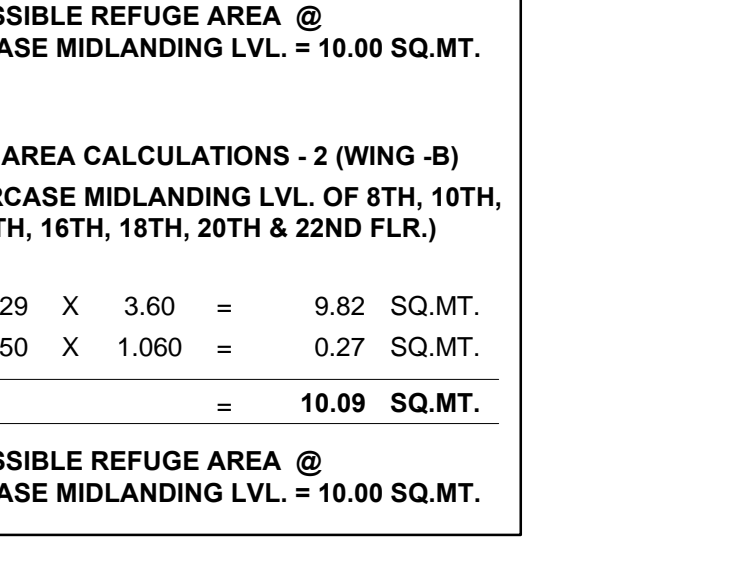 SSIBLE REFUGE AREA @
ASE MIDLANDING LVL. = 10.00 SQ.MT.
AREA CALCULATIONS - 2 (WING -B)
RCASE MIDLANDING LVL. OF 8TH, 10TH,
TH, 16TH, 18TH, 20TH & 22ND FLR.)
29 X 3.60 = 9.82 SQ.MT.
50 X 1.060 = 0.27 SQ.MT.
= 10.09 SQ.MT.
SSIBLE REFUGE AREA @
ASE MIDLANDING LVL. = 10.00 SQ.MT.